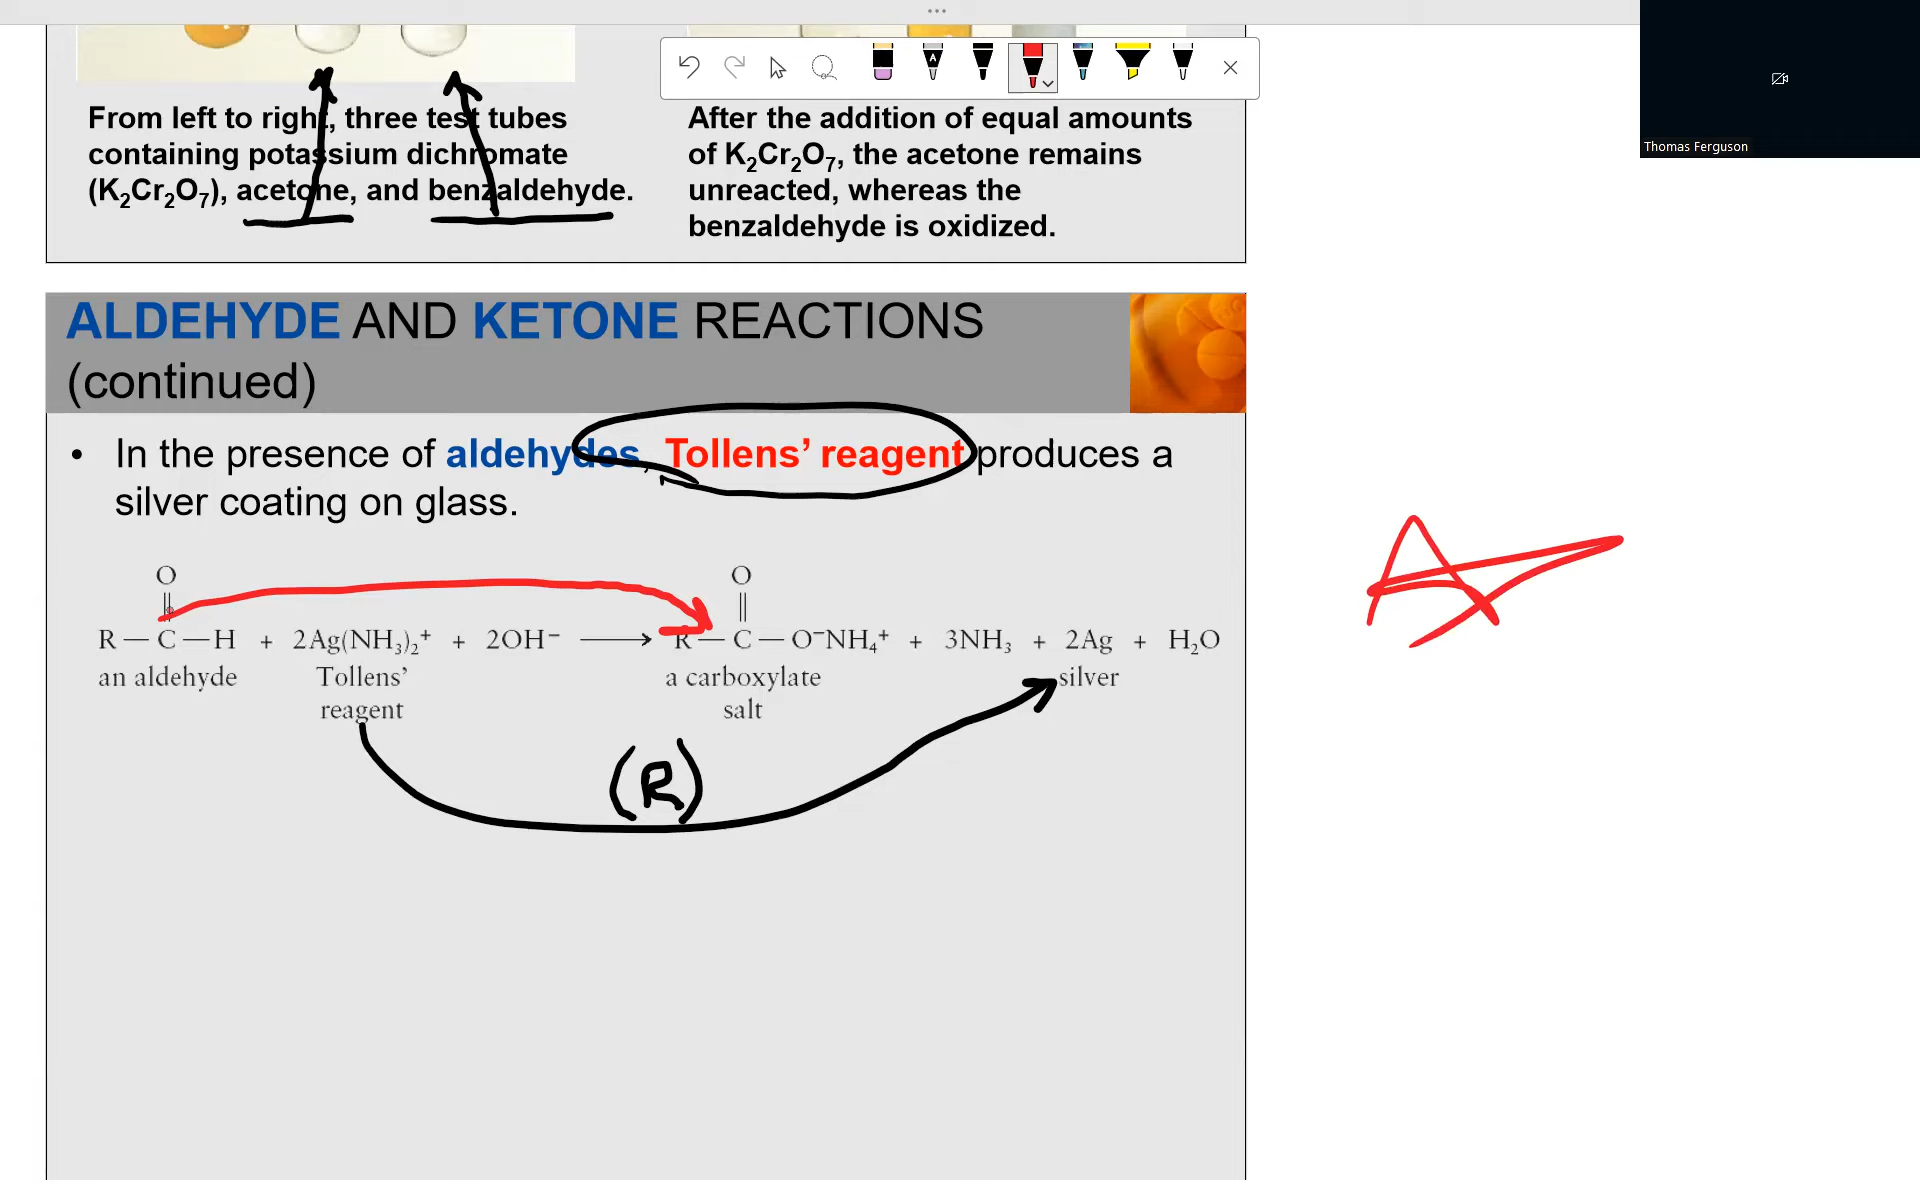 Thomas Ferguson
A
From left to right, three test tubes
containing potassium dichromate
(K₂Cr₂O₇), acetone, and benzaldehyde.
After the addition of equal amounts
of K₂Cr₂O₇, the acetone remains
unreacted, whereas the
benzaldehyde is oxidized.
ALDEHYDE AND KETONE REACTIONS
(continued)
• In the presence of aldehydes, Tollens’ reagent produces a
silver coating on glass.
O O
R — C — H + 2Ag(NH₃)₂⁺ + 2OH⁻ ⟶ R — C — O⁻NH₄⁺ + 3NH₃ + 2Ag + H₂O
an aldehyde Tollens’ a carboxylate silver
reagent salt
(R)